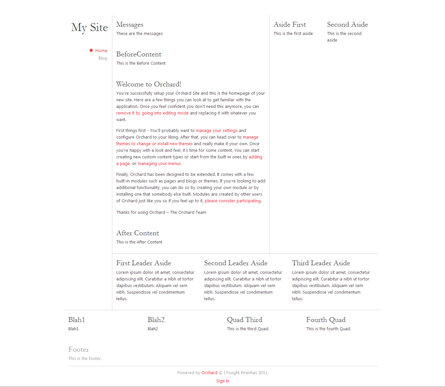 My Site
Home
Blog
Messages
These are the messages
BeforeContent
This is the Before Content
Welcome to Orchard!
You've successfully setup your Orchard Site and this is the homepage of your
new site. Here are a few things you can look at to get familiar with the
application. Once you feel confident you don't need this anymore, you can
remove it by going into editing mode and replacing it with whatever you
want.
First things first - You'll probably want to manage your settings and
configure Orchard to your liking. After that, you can head over to manage
themes to change or install new themes and really make it your own. Once
you're happy with a look and feel, it's time for some content. You can start
creating new custom content types or start from the built-in ones by adding
a page, or managing your menus.
Finally, Orchard has been designed to be extended. It comes with a few
built-in modules such as pages and blogs or themes. If you're looking to add
additional functionality, you can do so by creating your own module or by
installing one that somebody else built. Modules are created by other users
of Orchard just like you so if you feel up to it, please consider participating.
Thanks for using Orchard – The Orchard Team
After Content
This is the After Content
Aside First
This is the first aside
Second Aside
This is the second
aside
First Leader Aside
Lorem ipsum dolor sit amet, consectetur
adipiscing elit. Curabitur a nibh ut tortor
dapibus vestibulum. Aliquam vel sem
nibh. Suspendisse vel condimentum
tellus.
Second Leader Aside
Lorem ipsum dolor sit amet, consectetur
adipiscing elit. Curabitur a nibh ut tortor
dapibus vestibulum. Aliquam vel sem
nibh. Suspendisse vel condimentum
tellus.
Third Leader Aside
Lorem ipsum dolor sit amet, consectetur
adipiscing elit. Curabitur a nibh ut tortor
dapibus vestibulum. Aliquam vel sem
nibh. Suspendisse vel condimentum
tellus.
Blah1
Blah1
Blah2
Blah2
Quad Third
This is the third Quad.
Fourth Quad
This is the fourth Quad.
Footer
This is the footer
Powered by Orchard © I Fought Piranhas 2011.
Sign In